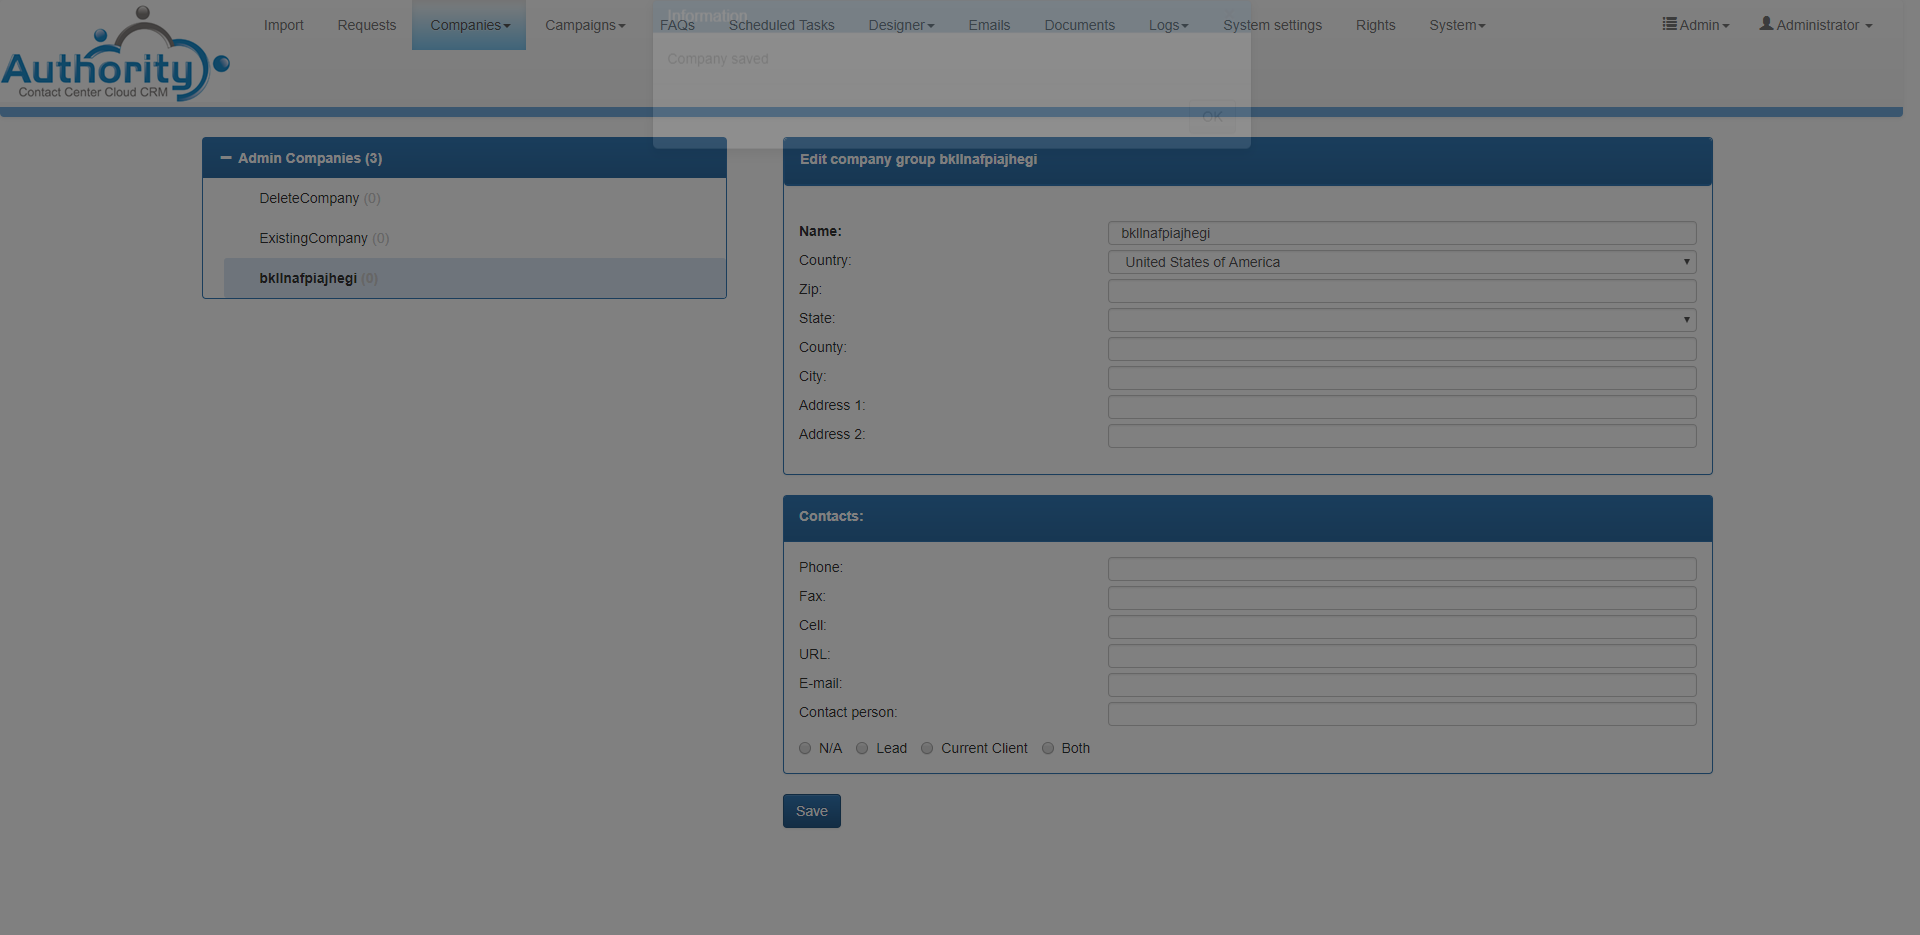 Authority
Contact Center Cloud CRM
Import Requests Companies Campaigns FAQs Scheduled Tasks Designer Emails Documents Logs System settings Rights System Admin Administrator
Information
Company saved
OK
Admin Companies (3)
DeleteCompany (0)
ExistingCompany (0)
bkllnafpiajhegi (0)
Edit company group bkllnafpiajhegi
Name: bkllnafpiajhegi
Country: United States of America
Zip:
State:
County:
City:
Address 1:
Address 2:
Contacts:
Phone:
Fax:
Cell:
URL:
E-mail:
Contact person:
N/A Lead Current Client Both
Save